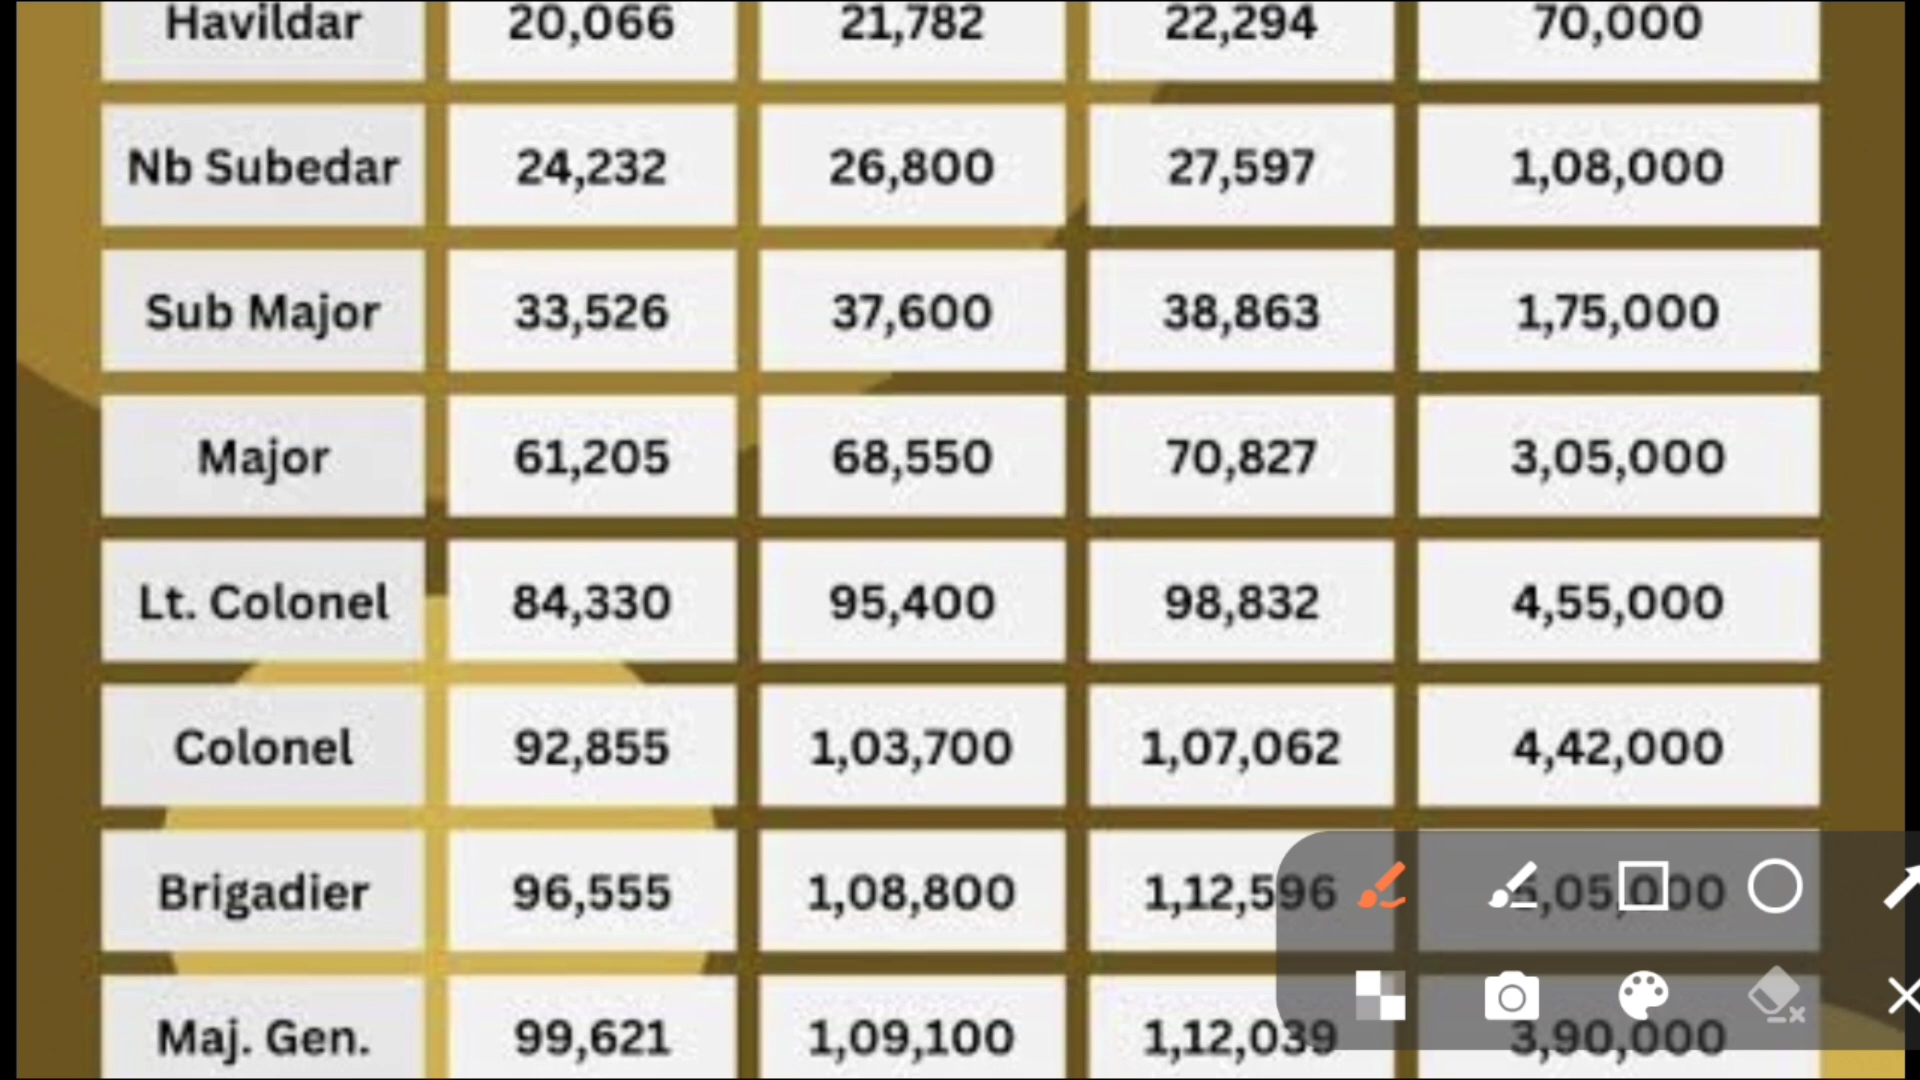 Havildar 20,066 21,782 22,294 70,000
Nb Subedar 24,232 26,800 27,597 1,08,000
Sub Major 33,526 37,600 38,863 1,75,000
Major 61,205 68,550 70,827 3,05,000
Lt. Colonel 84,330 95,400 98,832 4,55,000
Colonel 92,855 1,03,700 1,07,062 4,42,000
Brigadier 96,555 1,08,800 1,12,596
Maj. Gen. 99,621 1,09,100 1,12,039 3,90,000